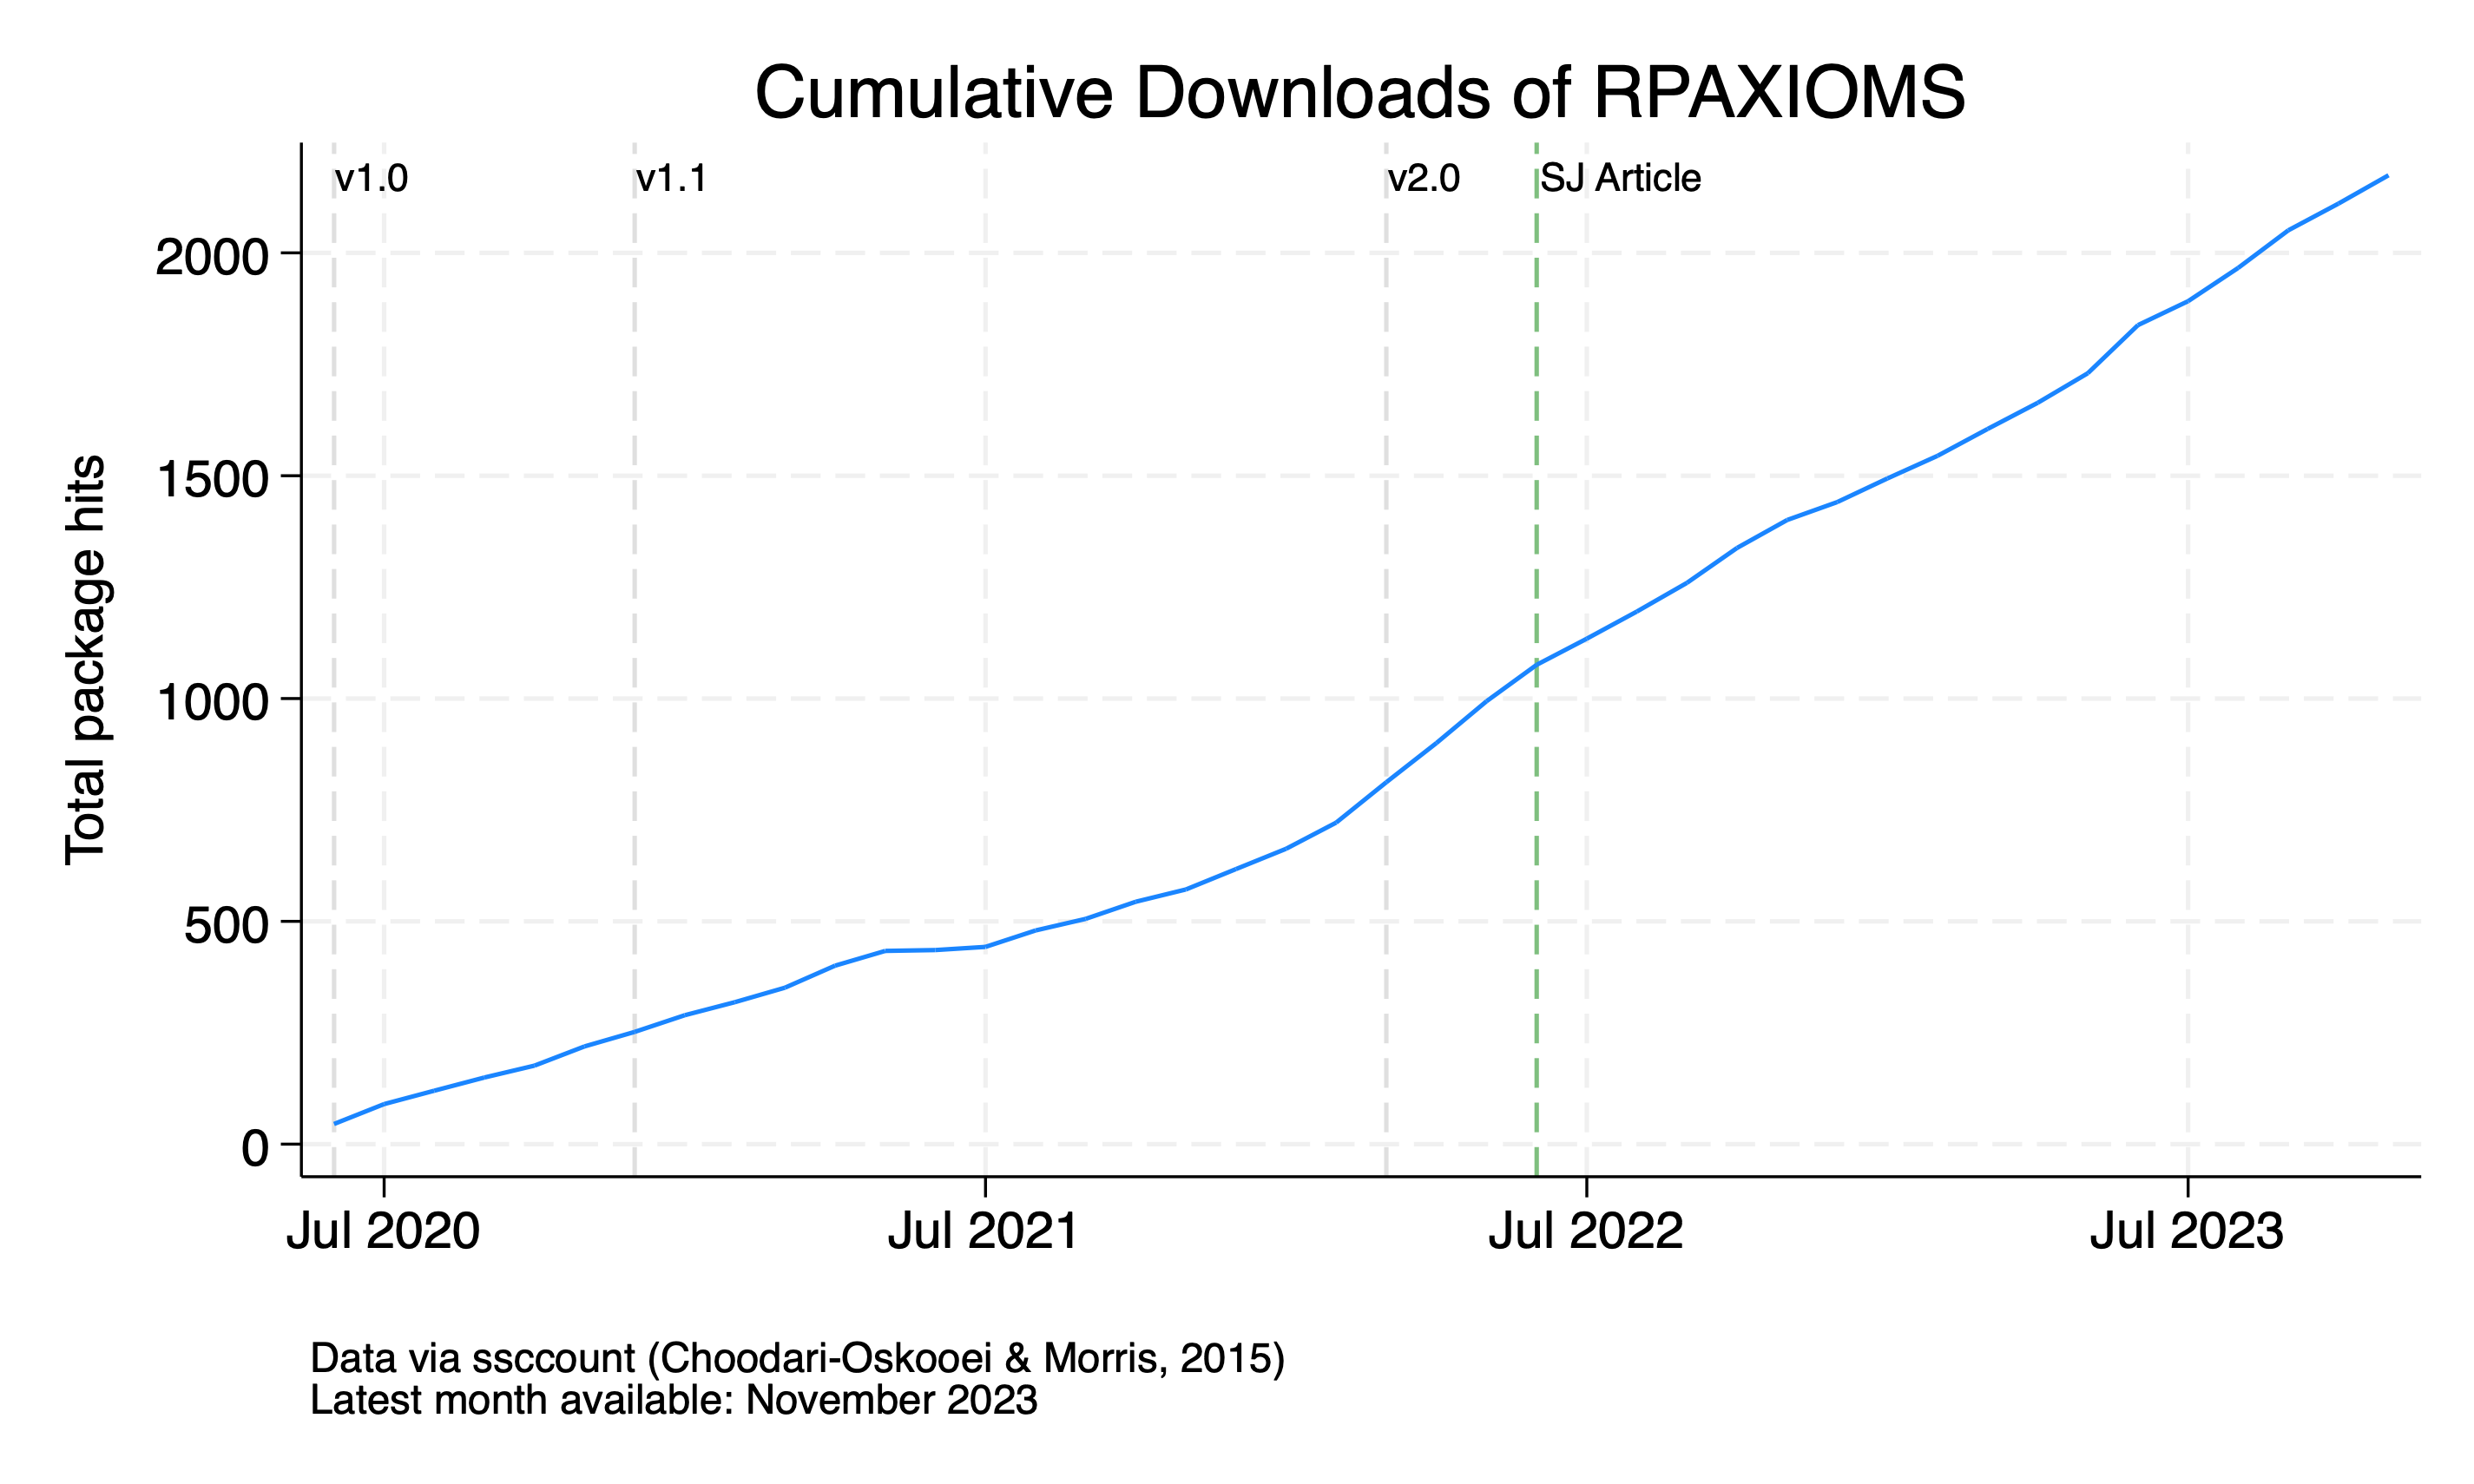 Cumulative Downloads of RPAXIOMS
v1.0
v1.1
v2.0
SJ Article
Total package hits
2000
1500
1000
500
0
Jul 2020
Jul 2021
Jul 2022
Jul 2023
Data via ssccount (Choodari-Oskooei & Morris, 2015)
Latest month available: November 2023